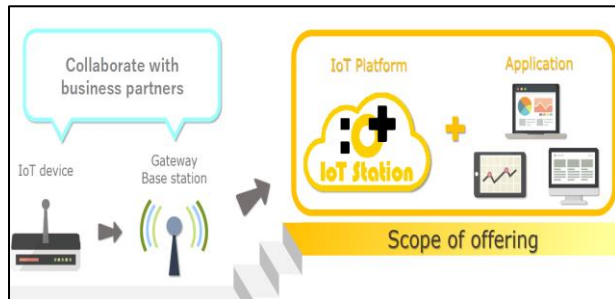 Collaborate with
business partners
IoT device
Gateway
Base station
IoT Platform
Application
IoT Station
Scope of offering